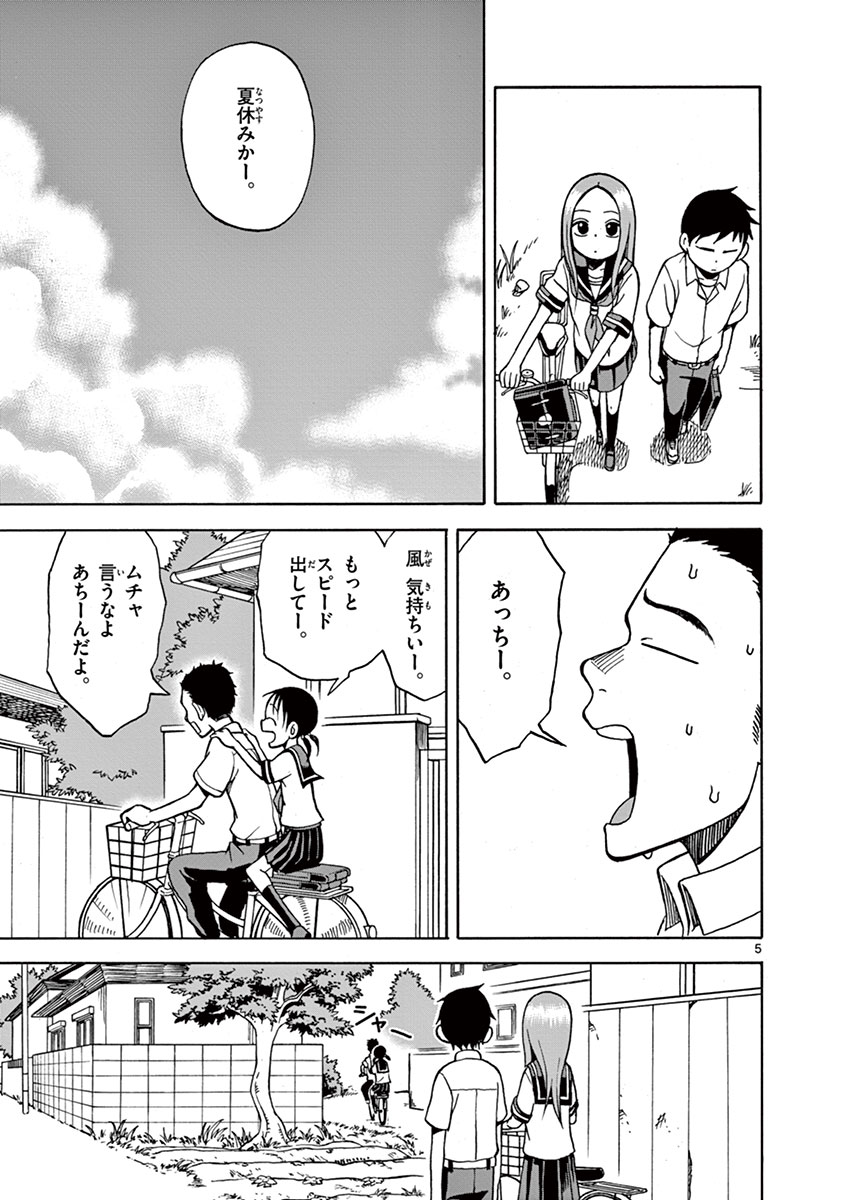 夏休みかー。
あっちー。
風 気持ちいー。
もっと
スピード
出してー。
ムチャ
言うなよ
あちーんだよ。
5
シャー